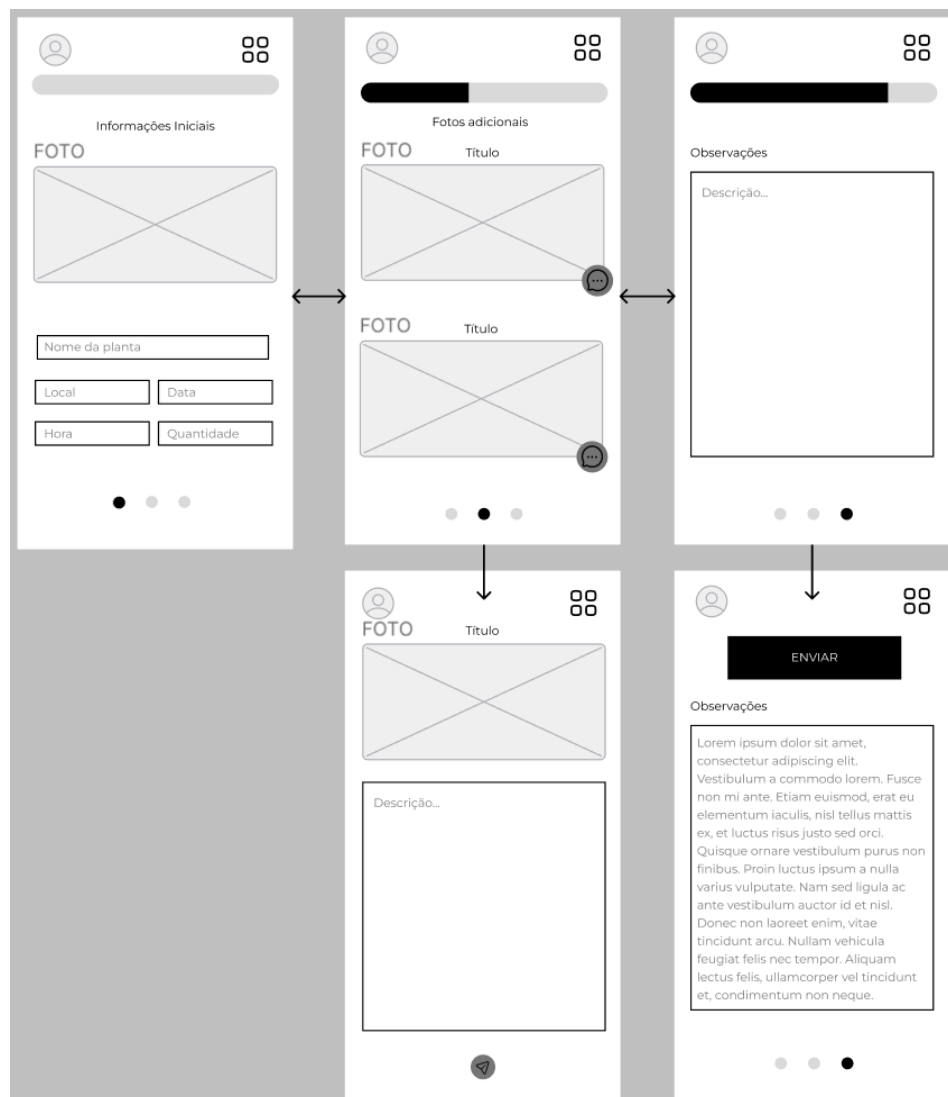 Informações Iniciais
FOTO
Nome da planta
Local
Data
Hora
Quantidade
Fotos adicionais
FOTO
Título
FOTO
Título
Observações
Descrição...
FOTO
Título
Descrição...
ENVIAR
Observações
Lorem ipsum dolor sit amet,
consectetur adipiscing elit.
Vestibulum a commodo lorem. Fusce
non mi ante. Etiam euismod, erat eu
elementum iaculis, nisl tellus mattis
ex, et luctus risus justo sed orci.
Quisque ornare vestibulum purus non
finibus. Proin luctus ipsum a nulla
varius vulputate. Nam sed ligula ac
ante vestibulum auctor id et nisl.
Donec non laoreet enim, vitae
tincidunt arcu. Nullam vehicula
feugiat felis nec tempor. Aliquam
lectus felis, ullamcorper vel tincidunt
et, condimentum non neque.